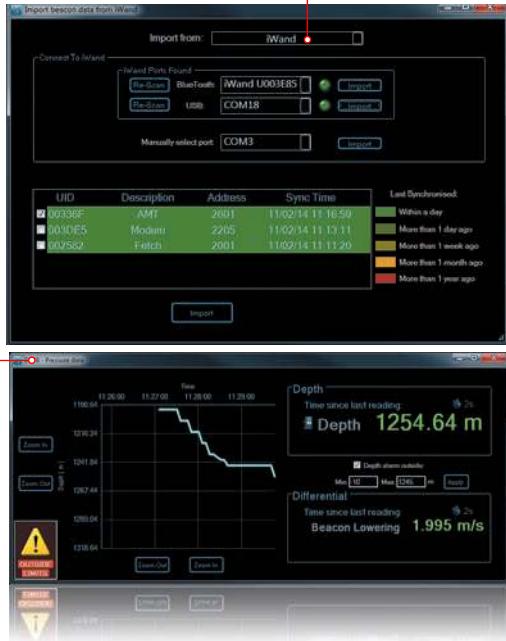 Import beacon data from iWand
Import from: iWand
Connect To iWand
iWand Ports Found
Re-Scan BlueTooth: iWand U003E85 Import
Re-Scan USB: COM18 Import
Manually select port: COM3 Import
UID Description Address Sync Time
00336F AMT 2601 11/02/14 11:16:50
003DE5 Modem 2205 11/02/14 11:13:11
002582 Fetch 2001 11/02/14 11:11:20
Last Synchronised:
Within a day
More than 1 day ago
More than 1 week ago
More than 1 month ago
More than 1 year ago
Import
- Pressure data
Time
11:26:00 11:27:00 11:28:00 11:29:00
1190.64
1216.24
1241.84
1267.44
1293.04
1318.64
Depth ( m )
Zoom In
Zoom Out
OUTSIDE
LIMITS
Zoom Out Zoom In
Depth
Time since last reading: 2s
Depth 1254.64 m
Depth alarm outside:
Min 10 Max 1245 m Apply
Differential
Time since last reading: 2s
Beacon Lowering 1.995 m/s